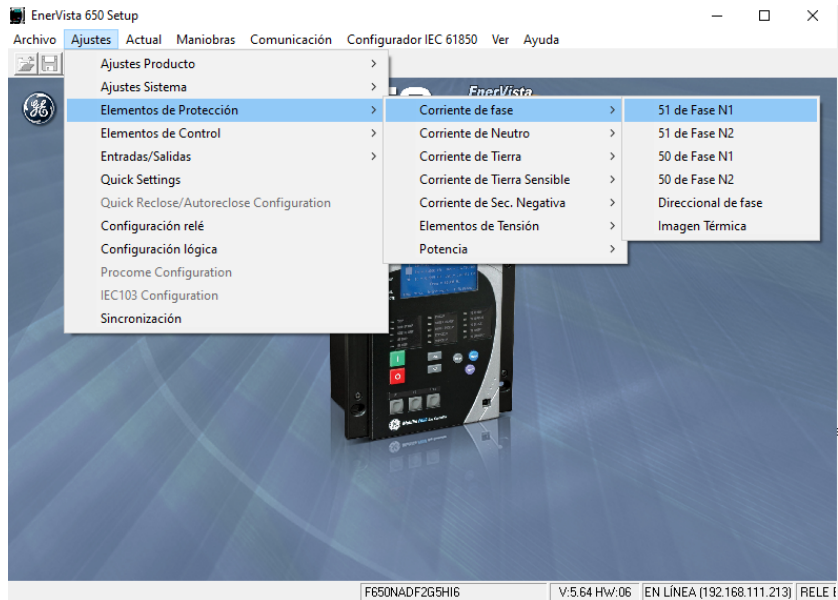 EnerVista 650 Setup
Archivo Ajustes Actual Maniobras Comunicación Configurador IEC 61850 Ver Ayuda
EnerVista
Ajustes Producto
Ajustes Sistema
Elementos de Protección
Elementos de Control
Entradas/Salidas
Quick Settings
Quick Reclose/Autoreclose Configuration
Configuración relé
Configuración lógica
Procome Configuration
IEC103 Configuration
Sincronización
Corriente de fase
Corriente de Neutro
Corriente de Tierra
Corriente de Tierra Sensible
Corriente de Sec. Negativa
Elementos de Tensión
Potencia
51 de Fase N1
51 de Fase N2
50 de Fase N1
50 de Fase N2
Direccional de fase
Imagen Térmica
F650NADF2G5HI6 V:5.64 HW:06 EN LÍNEA (192.168.111.213) RELE